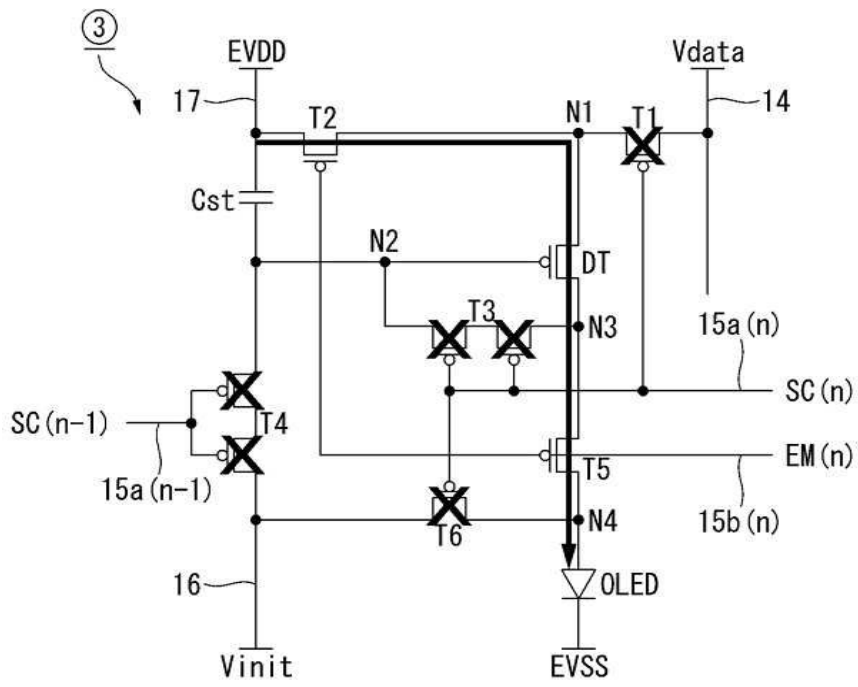 ③
EVDD
Vdata
17
T2
N1
T1
14
Cst
N2
DT
T3
N3
15a(n)
SC(n-1)
T4
SC(n)
15a(n-1)
T5
EM(n)
T6
N4
15b(n)
16
OLED
Vinit
EVSS